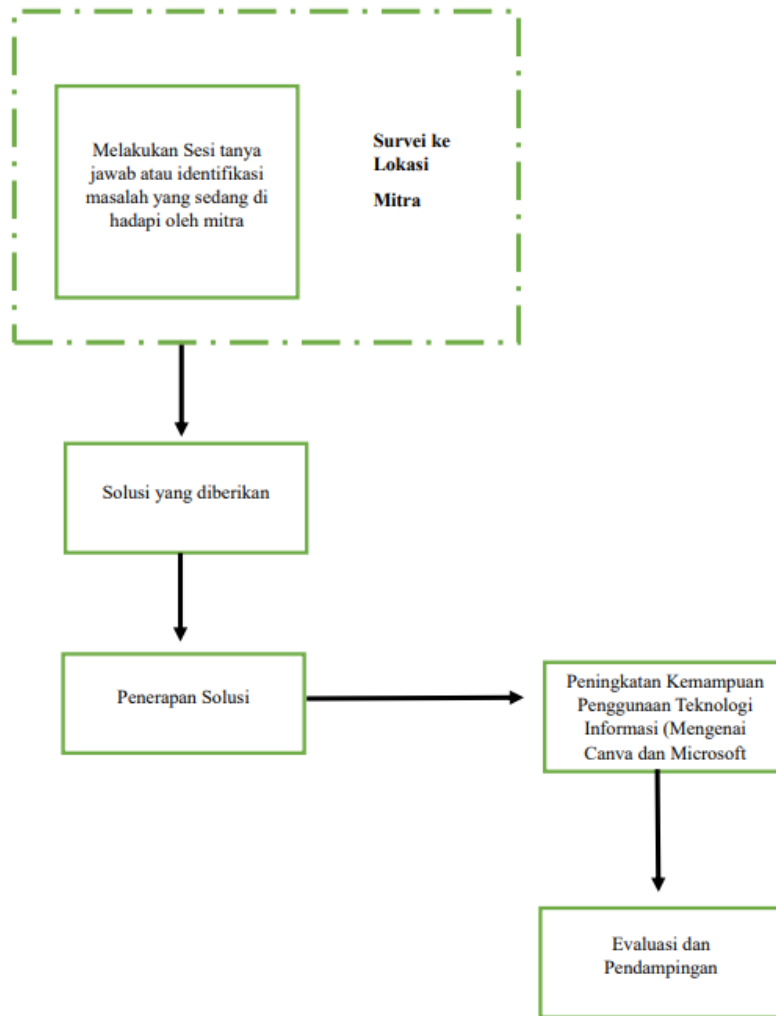 Melakukan Sesi tanya
jawab atau identifikasi
masalah yang sedang di
hadapi oleh mitra
Survei ke
Lokasi
Mitra
Solusi yang diberikan
Penerapan Solusi
Peningkatan Kemampuan
Penggunaan Teknologi
Informasi (Mengenai
Canva dan Microsoft
Evaluasi dan
Pendampingan